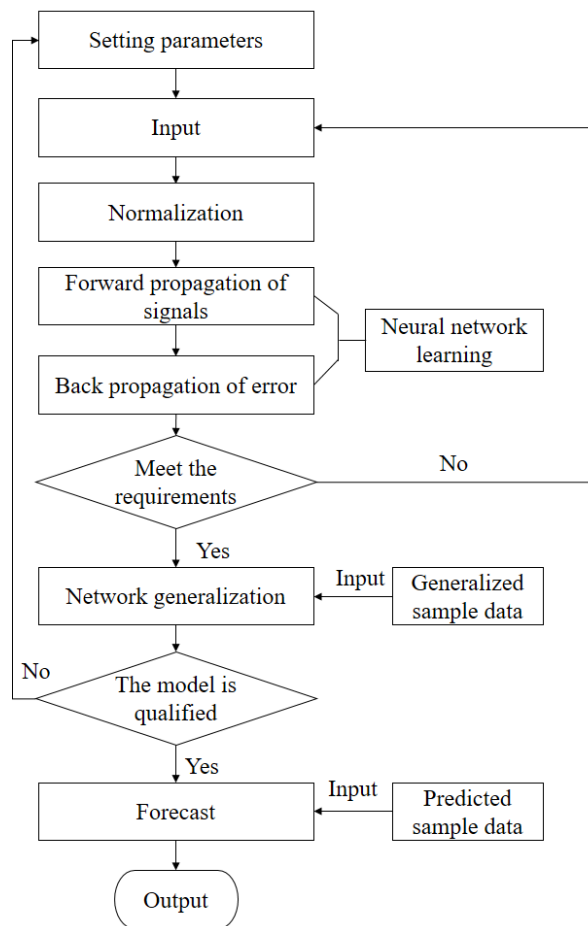 Setting parameters
Input
Normalization
Forward propagation of
signals
Neural network
learning
Back propagation of error
Meet the
requirements
No
Yes
Network generalization
Input
Generalized
sample data
No
The model is
qualified
Yes
Forecast
Input
Predicted
sample data
Output